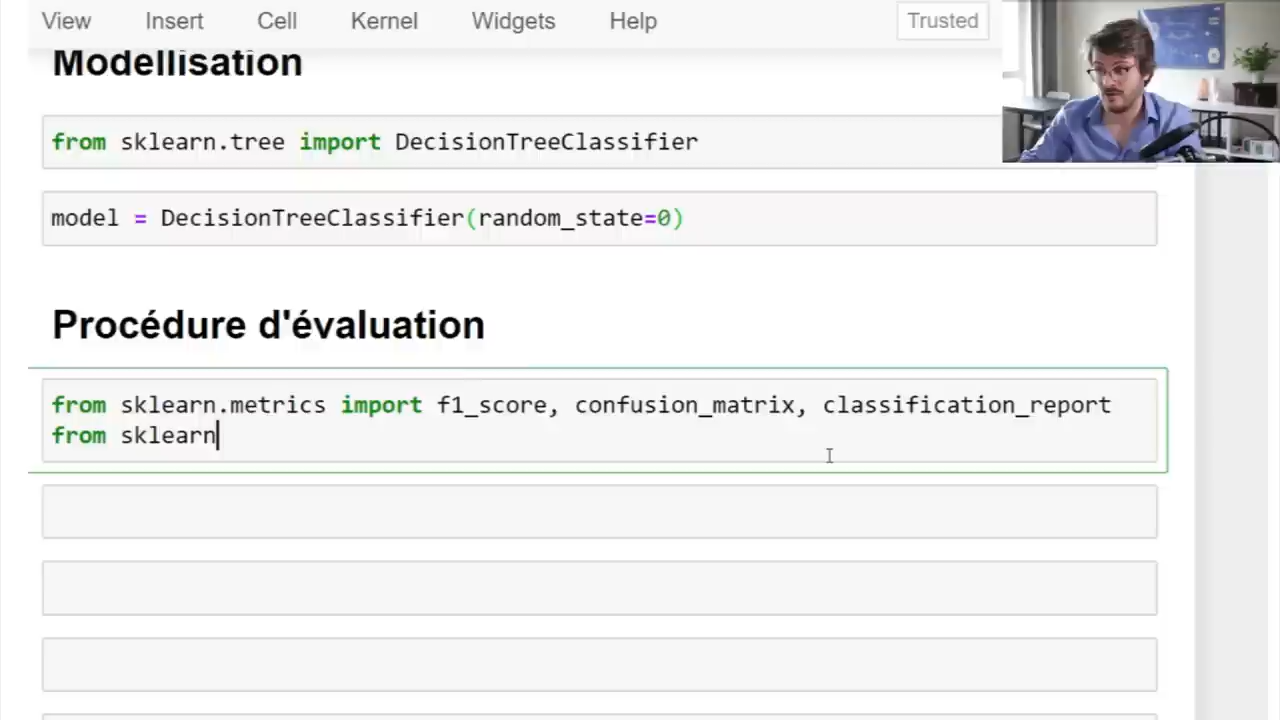 View Insert Cell Kernel Widgets Help Trusted
Modellisation
from sklearn.tree import DecisionTreeClassifier
model = DecisionTreeClassifier(random_state=0)
Procédure d'évaluation
from sklearn.metrics import f1_score, confusion_matrix, classification_report
from sklearn